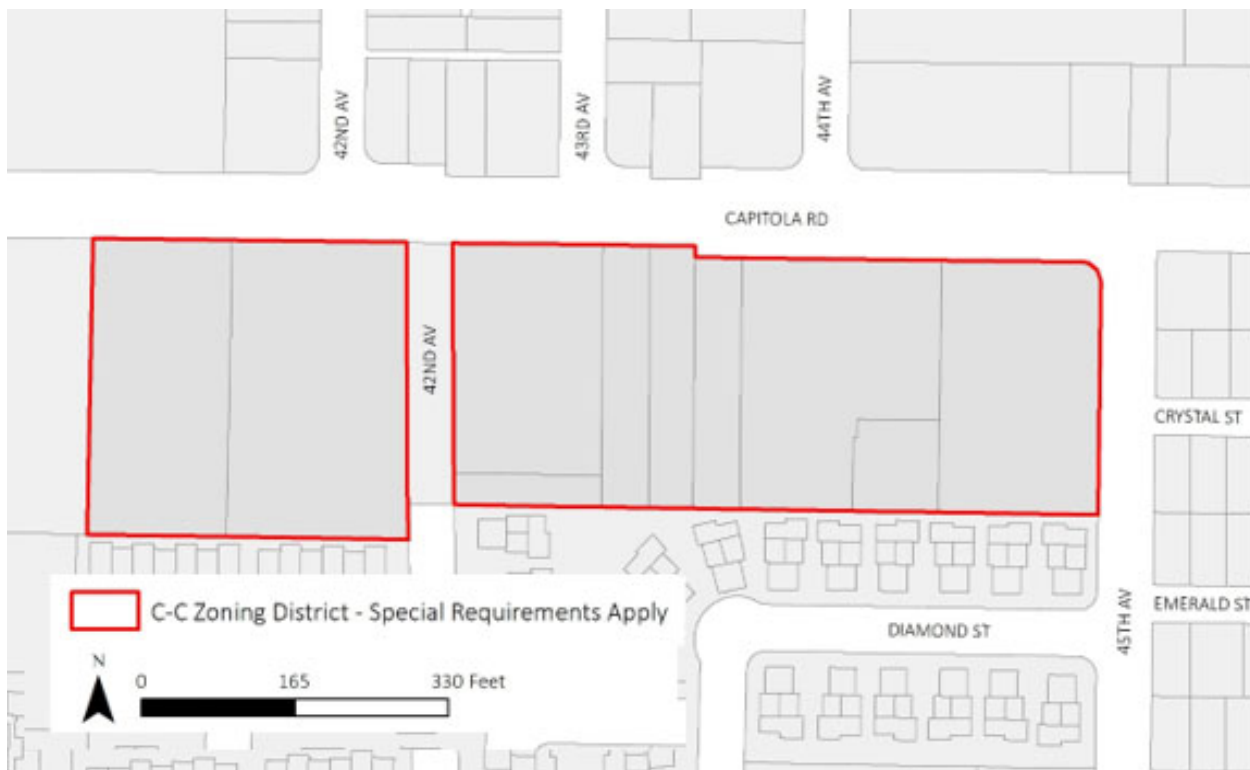 42ND AV
43RD AV
44TH AV
CAPITOLA RD
42ND AV
CRYSTAL ST
EMERALD ST
45TH AV
DIAMOND ST
C-C Zoning District - Special Requirements Apply
N
0 165 330 Feet